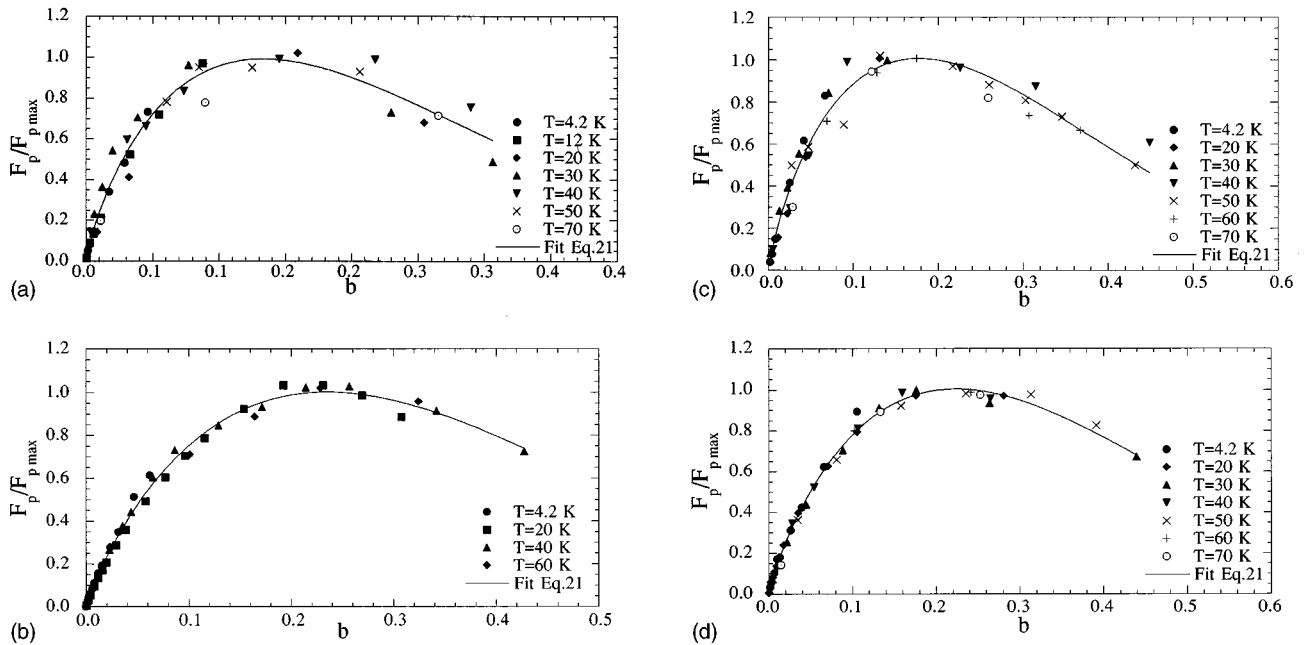 (a)
F_p/F_p max
1.2
1.0
0.8
0.6
0.4
0.2
0.0
0.0 0.1 0.1 0.2 0.2 0.3 0.3 0.4 0.4
b
T=4.2 K
T=12 K
T=20 K
T=30 K
T=40 K
T=50 K
T=70 K
Fit Eq.21
(c)
F_p/F_p max
1.2
1.0
0.8
0.6
0.4
0.2
0.0
0.0 0.1 0.2 0.3 0.4 0.5 0.6
b
T=4.2 K
T=20 K
T=30 K
T=40 K
T=50 K
T=60 K
T=70 K
Fit Eq.21
(b)
F_p/F_p max
1.2
1.0
0.8
0.6
0.4
0.2
0.0
0.0 0.1 0.2 0.3 0.4 0.5
b
T=4.2 K
T=20 K
T=40 K
T=60 K
Fit Eq.21
(d)
F_p/F_p max
1.2
1.0
0.8
0.6
0.4
0.2
0.0
0.0 0.1 0.2 0.3 0.4 0.5 0.6
b
T=4.2 K
T=20 K
T=30 K
T=40 K
T=50 K
T=60 K
T=70 K
Fit Eq.21